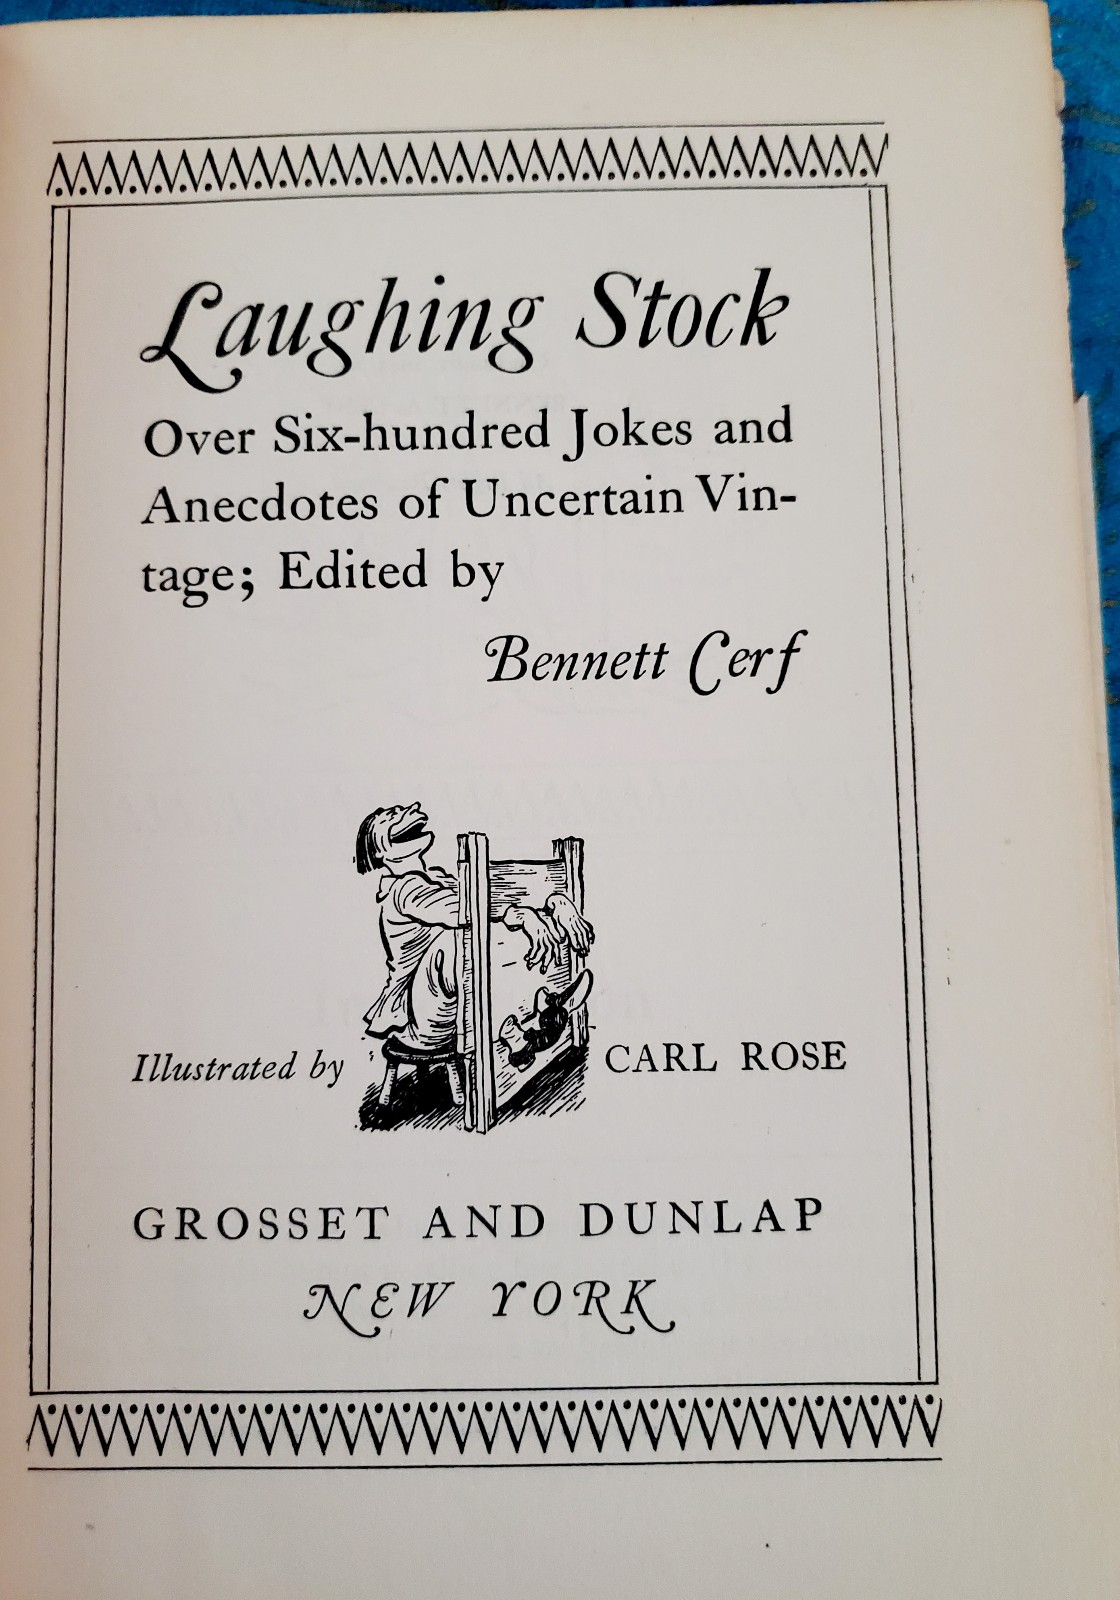 Laughing Stock
Over Six-hundred Jokes and
Anecdotes of Uncertain Vin-
tage; Edited by
Bennett Cerf
Illustrated by CARL ROSE
GROSSET AND DUNLAP
NEW YORK